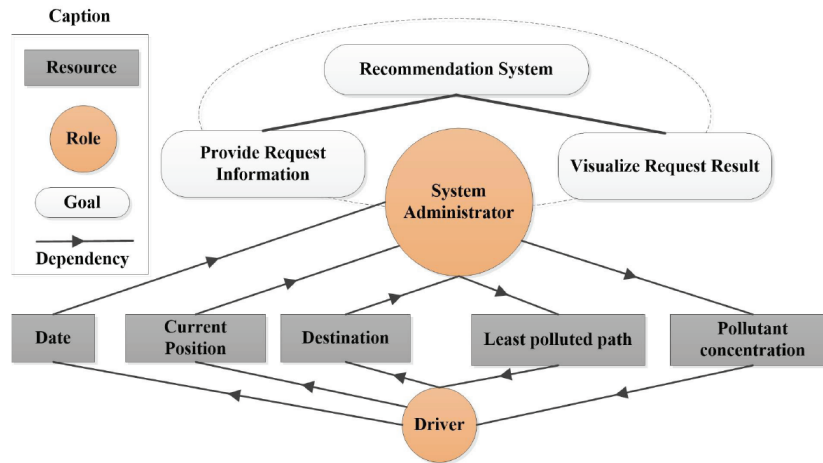 Caption
Resource
Role
Goal
Dependency
Recommendation System
Provide Request
Information
Visualize Request Result
System
Administrator
Date
Current
Position
Destination
Least polluted path
Pollutant
concentration
Driver